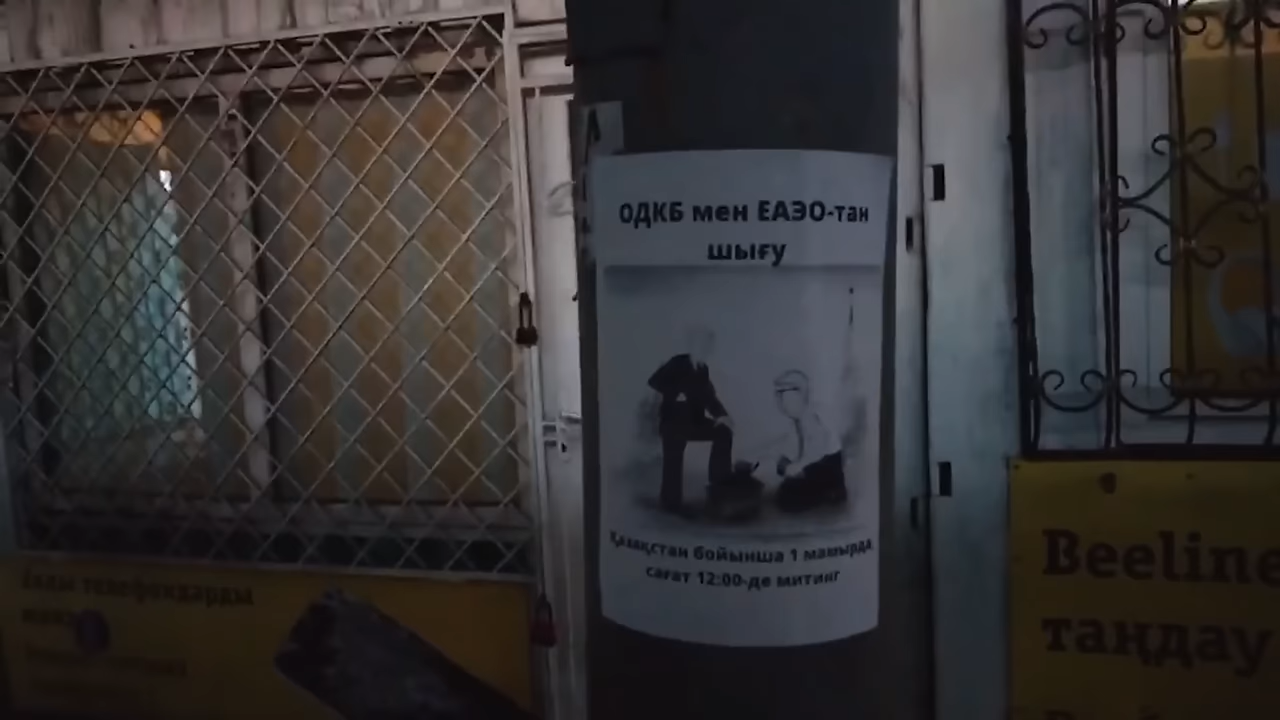 ОДКБ мен ЕАЭО-тан
шығу
Қазақстан бойынша 1 мамырда
сағат 12:00-де митинг
телефондарды
Beeline
таңдау